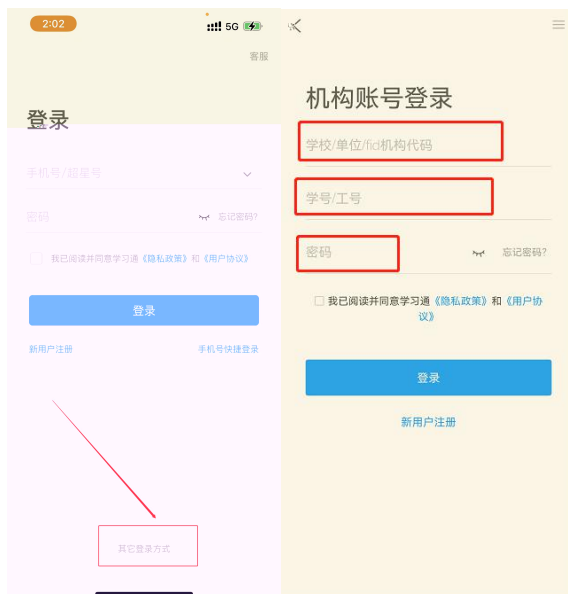 2:02
5G
客服
登录
手机号/超星号
密码
忘记密码?
我已阅读并同意学习通《隐私政策》和《用户协议》
登录
新用户注册
手机号快捷登录
其它登录方式
机构账号登录
学校/单位/fid机构代码
学号/工号
密码
忘记密码?
我已阅读并同意学习通《隐私政策》和《用户协
议》
登录
新用户注册